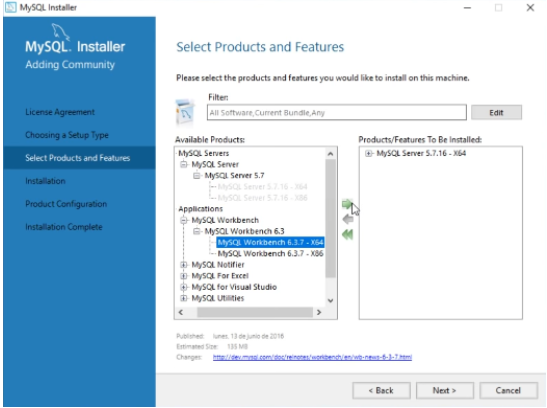 MySQL Installer
MySQL. Installer
Adding Community
License Agreement
Choosing a Setup Type
Select Products and Features
Installation
Product Configuration
Installation Complete
Select Products and Features
Please select the products and features you would like to install on this machine.
Filter:
All Software,Current Bundle,Any
Edit
Available Products:
MySQL Servers
MySQL Server
MySQL Server 5.7
MySQL Server 5.7.16 - X64
MySQL Server 5.7.16 - X86
Applications
MySQL Workbench
MySQL Workbench 6.3
MySQL Workbench 6.3.7 - X64
MySQL Workbench 6.3.7 - X86
MySQL Notifier
MySQL For Excel
MySQL for Visual Studio
MySQL Utilities
Products/Features To Be Installed:
MySQL Server 5.7.16 - X64
Published: lunes, 13 de junio de 2016
Estimated Size: 135 MB
Changes: http://dev.mysql.com/doc/relnotes/workbench/en/wb-news-6-3-7.html
< Back
Next >
Cancel